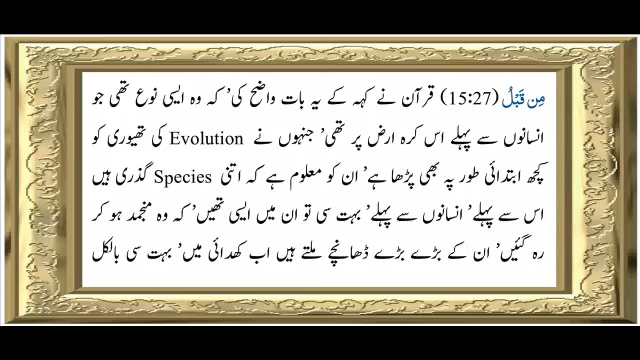 مِن قَبْلُ (15:27) قرآن نے کہہ کے یہ بات واضح کی’ کہ وہ ایسی نوع تھی جو
انسانوں سے پہلے اس کرہ ارض پر تھی’ جنہوں نے Evolution کی تھیوری کو
کچھ ابتدائی طور پہ بھی پڑھا ہے’ ان کو معلوم ہے کہ اتنی Species گذری ہیں
اس سے پہلے’ انسانوں سے پہلے’ بہت سی تو ان میں ایسی تھیں’ کہ وہ منجمد ہو کر
رہ گئیں’ ان کے بڑے بڑے ڈھانچے ملتے ہیں اب کھدائی میں’ بہت سی بالکل